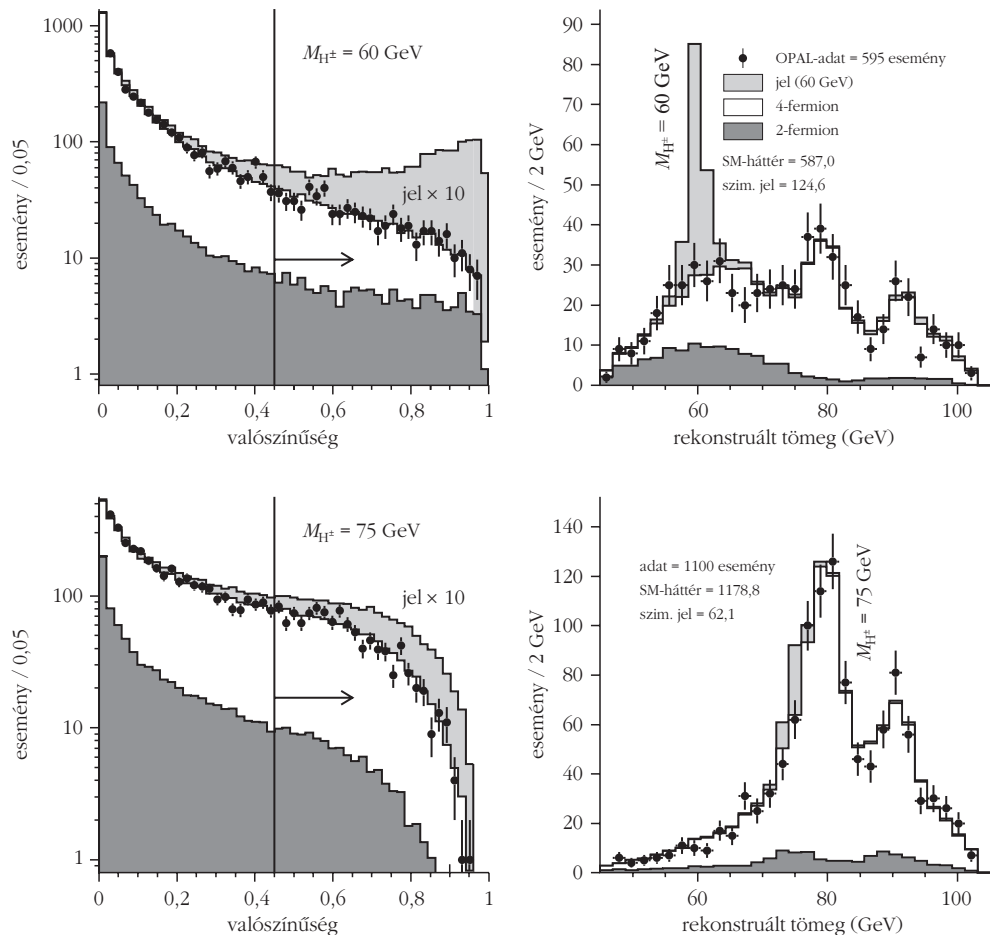 1000
100
10
1
esemény / 0,05
M_H± = 60 GeV
jel × 10
0 0,2 0,4 0,6 0,8 1
valószínűség
90
80
70
60
50
40
30
20
10
0
esemény / 2 GeV
M_H± = 60 GeV
OPAL-adat = 595 esemény
jel (60 GeV)
4-fermion
2-fermion
SM-háttér = 587,0
szim. jel = 124,6
60 80 100
rekonstruált tömeg (GeV)
100
10
1
esemény / 0,05
M_H± = 75 GeV
jel × 10
0 0,2 0,4 0,6 0,8 1
valószínűség
140
120
100
80
60
40
20
0
esemény / 2 GeV
adat = 1100 esemény
SM-háttér = 1178,8
szim. jel = 62,1
M_H± = 75 GeV
60 80 100
rekonstruált tömeg (GeV)